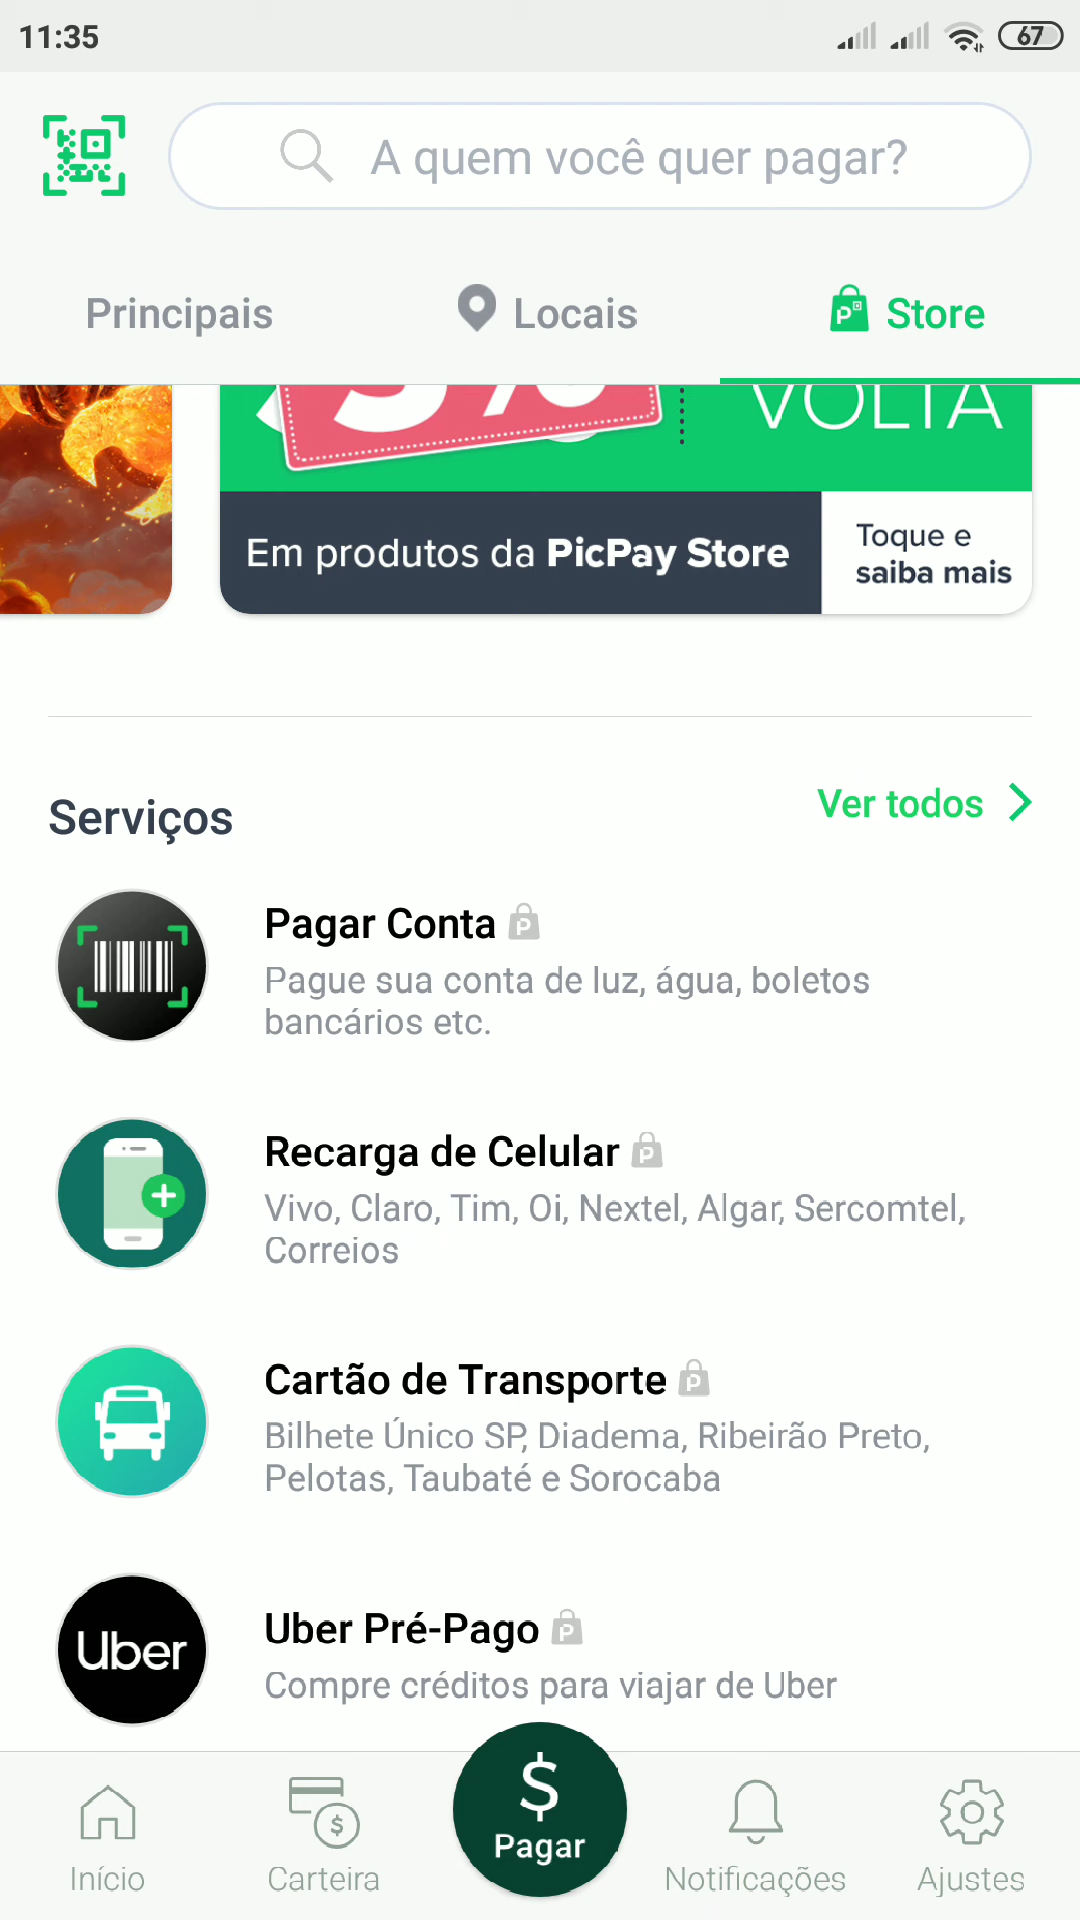 11:35
67
A quem você quer pagar?
Principais
Locais
Store
5%
VOLTA
Em produtos da PicPay Store
Toque e
saiba mais
Serviços
Ver todos
Pagar Conta
Pague sua conta de luz, água, boletos
bancários etc.
Recarga de Celular
Vivo, Claro, Tim, Oi, Nextel, Algar, Sercomtel,
Correios
Cartão de Transporte
Bilhete Único SP, Diadema, Ribeirão Preto,
Pelotas, Taubaté e Sorocaba
Uber
Uber Pré-Pago
Compre créditos para viajar de Uber
$
Pagar
Início
Carteira
Notificações
Ajustes